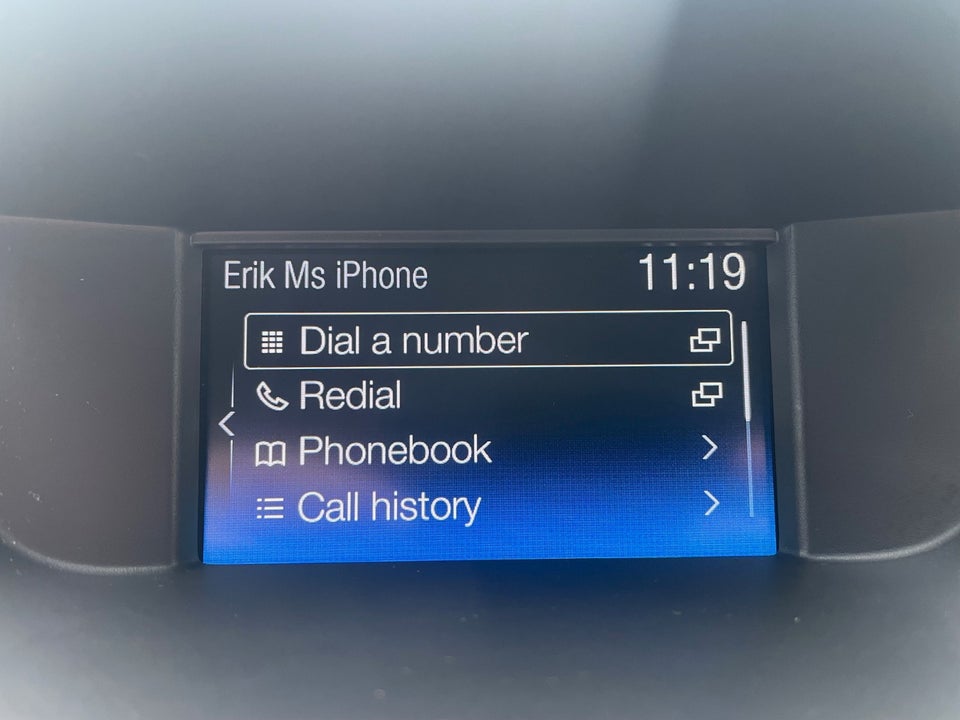 Erik Ms iPhone 11:19
Dial a number
Redial
Phonebook
Call history